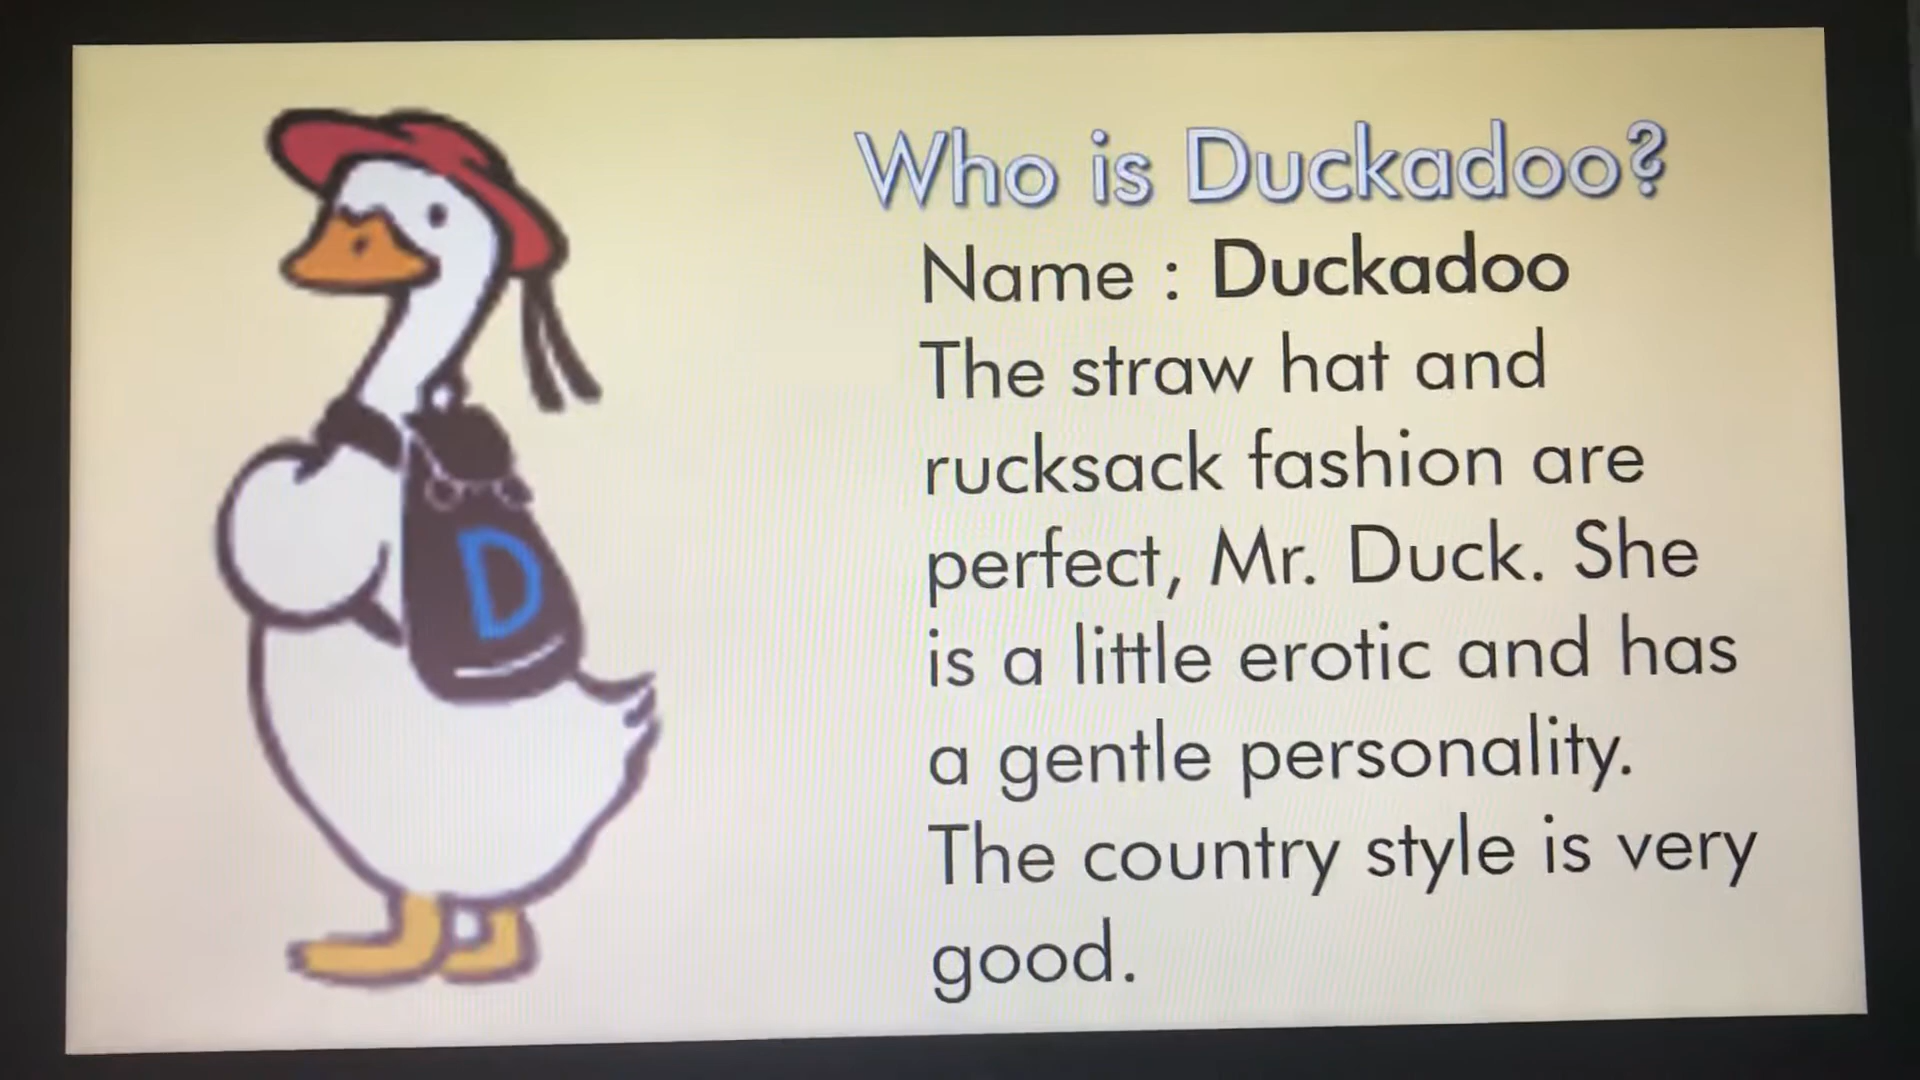 Who is Duckadoo?
Name : Duckadoo
The straw hat and
rucksack fashion are
perfect, Mr. Duck. She
is a little erotic and has
a gentle personality.
The country style is very
good.
D